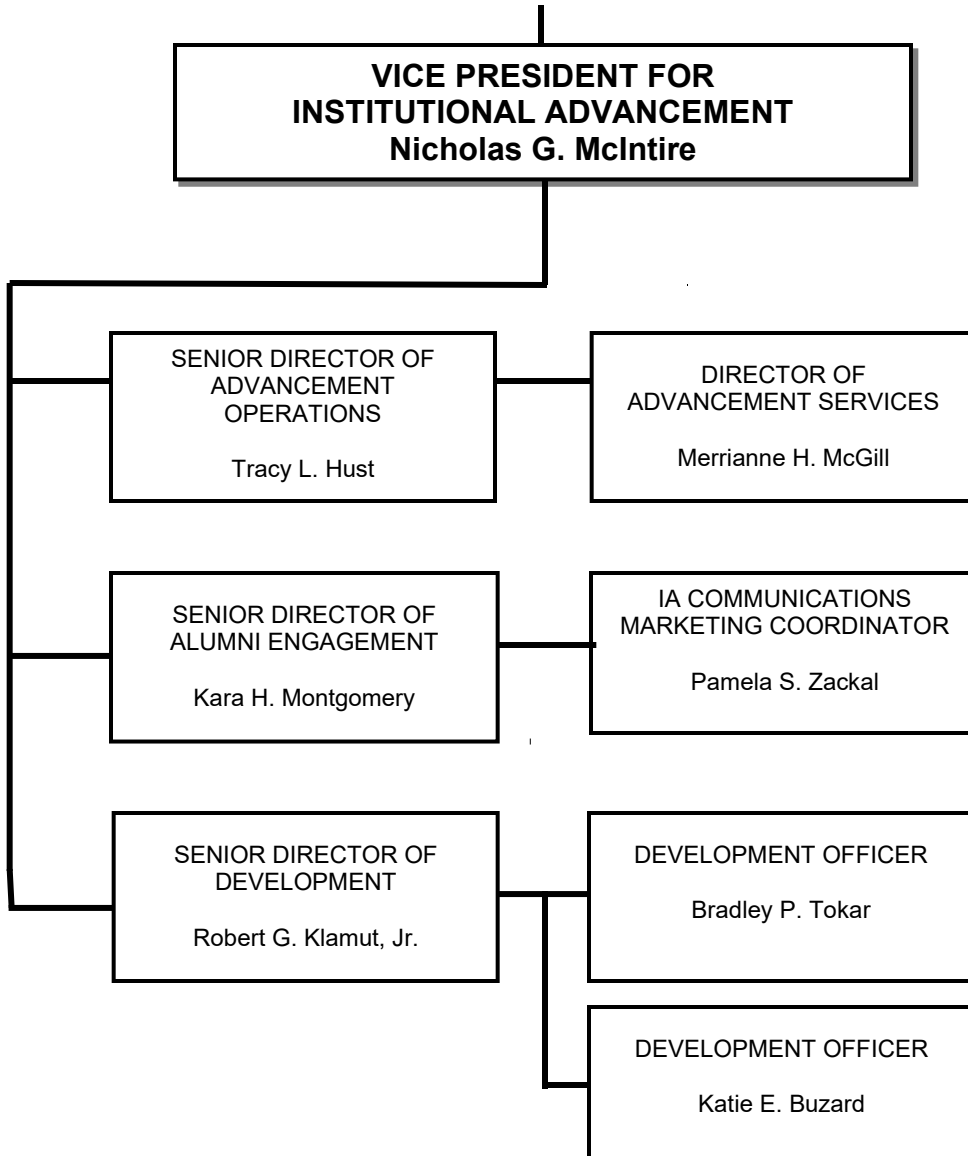 VICE PRESIDENT FOR
INSTITUTIONAL ADVANCEMENT
Nicholas G. McIntire
SENIOR DIRECTOR OF
ADVANCEMENT
OPERATIONS
Tracy L. Hust
DIRECTOR OF
ADVANCEMENT SERVICES
Merrianne H. McGill
SENIOR DIRECTOR OF
ALUMNI ENGAGEMENT
Kara H. Montgomery
IA COMMUNICATIONS
MARKETING COORDINATOR
Pamela S. Zackal
SENIOR DIRECTOR OF
DEVELOPMENT
Robert G. Klamut, Jr.
DEVELOPMENT OFFICER
Bradley P. Tokar
DEVELOPMENT OFFICER
Katie E. Buzard